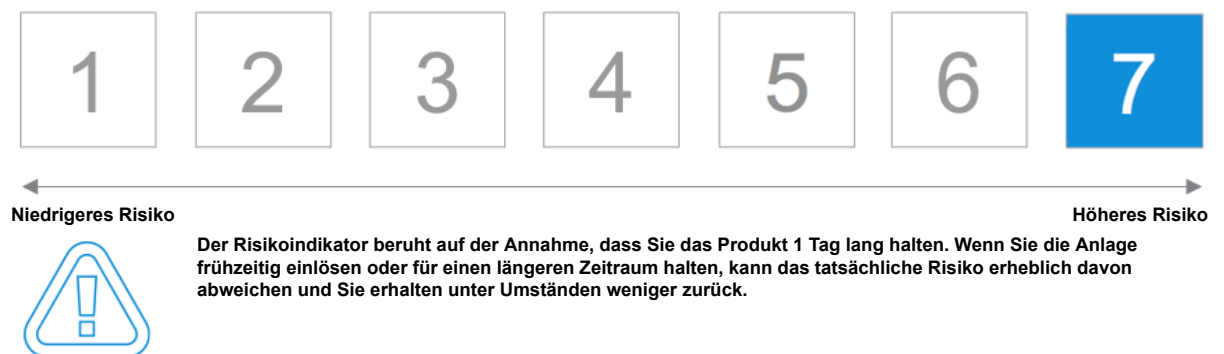 1 2 3 4 5 6 7
Niedrigeres Risiko Höheres Risiko
Der Risikoindikator beruht auf der Annahme, dass Sie das Produkt 1 Tag lang halten. Wenn Sie die Anlage
frühzeitig einlösen oder für einen längeren Zeitraum halten, kann das tatsächliche Risiko erheblich davon
abweichen und Sie erhalten unter Umständen weniger zurück.